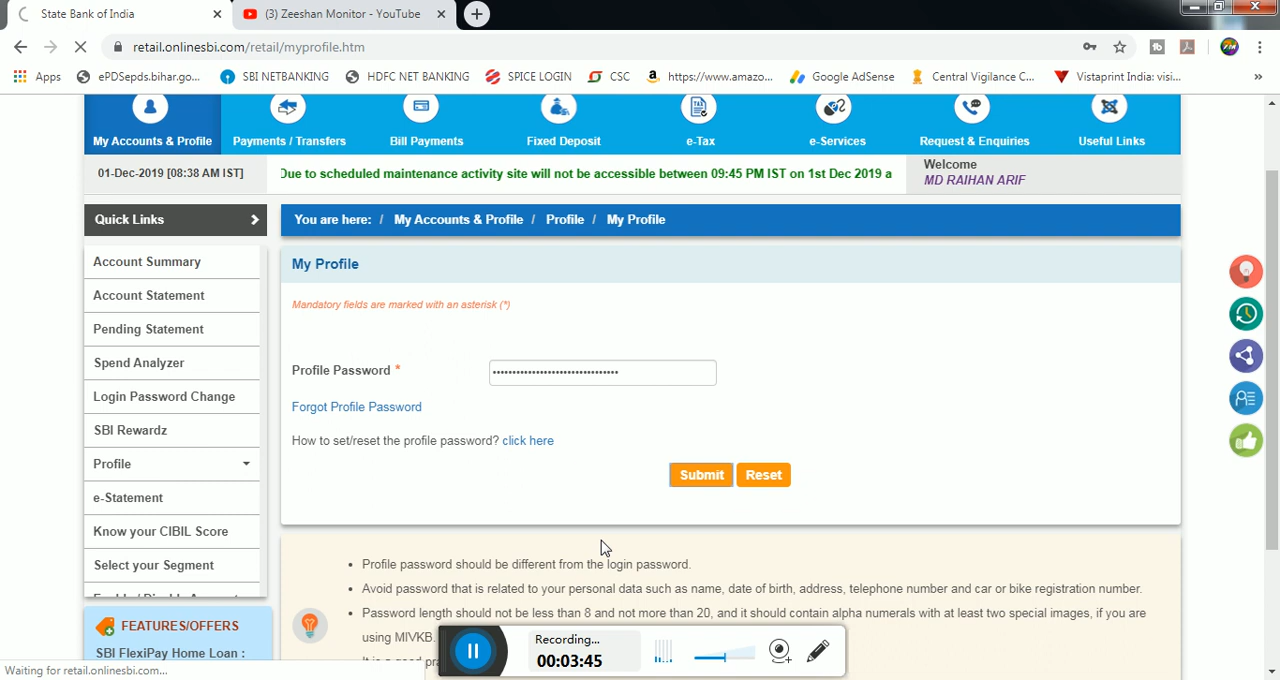 State Bank of India
(3) Zeeshan Monitor - YouTube
retail.onlinesbi.com/retail/myprofile.htm
Apps ePDSepds.bihar.go... SBI NETBANKING HDFC NET BANKING SPICE LOGIN CSC https://www.amazo... Google AdSense Central Vigilance C... Vistaprint India: visi... »
My Accounts & Profile Payments / Transfers Bill Payments Fixed Deposit e-Tax e-Services Request & Enquiries Useful Links
01-Dec-2019 [08:38 AM IST] Due to scheduled maintenance activity site will not be accessible between 09:45 PM IST on 1st Dec 2019 a Welcome
MD RAIHAN ARIF
Quick Links
You are here: / My Accounts & Profile / Profile / My Profile
Account Summary
Account Statement
Pending Statement
Spend Analyzer
Login Password Change
SBI Rewardz
Profile
e-Statement
Know your CIBIL Score
Select your Segment
FEATURES/OFFERS
SBI FlexiPay Home Loan :
My Profile
Mandatory fields are marked with an asterisk (*)
Profile Password *
Forgot Profile Password
How to set/reset the profile password? click here
Submit Reset
• Profile password should be different from the login password.
• Avoid password that is related to your personal data such as name, date of birth, address, telephone number and car or bike registration number.
• Password length should not be less than 8 and not more than 20, and it should contain alpha numerals with at least two special images, if you are
using MIVKB.
Recording...
00:03:45
Waiting for retail.onlinesbi.com...